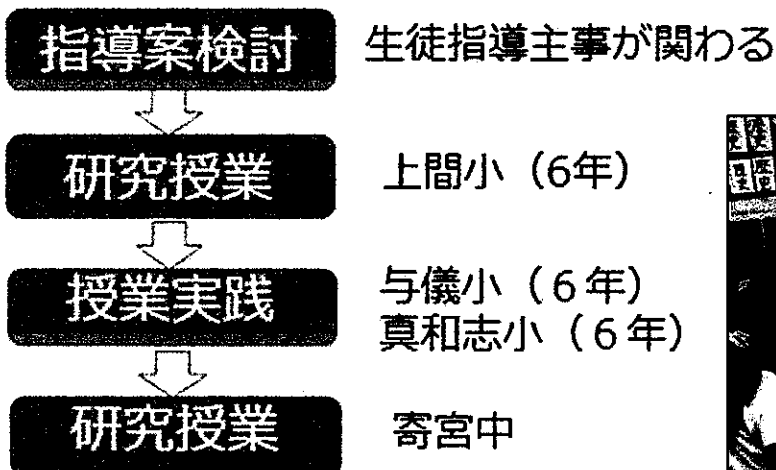 指導案検討 生徒指導主事が関わる
研究授業 上間小（6年）
授業実践 与儀小（６年）
真和志小（６年）
研究授業 寄宮中